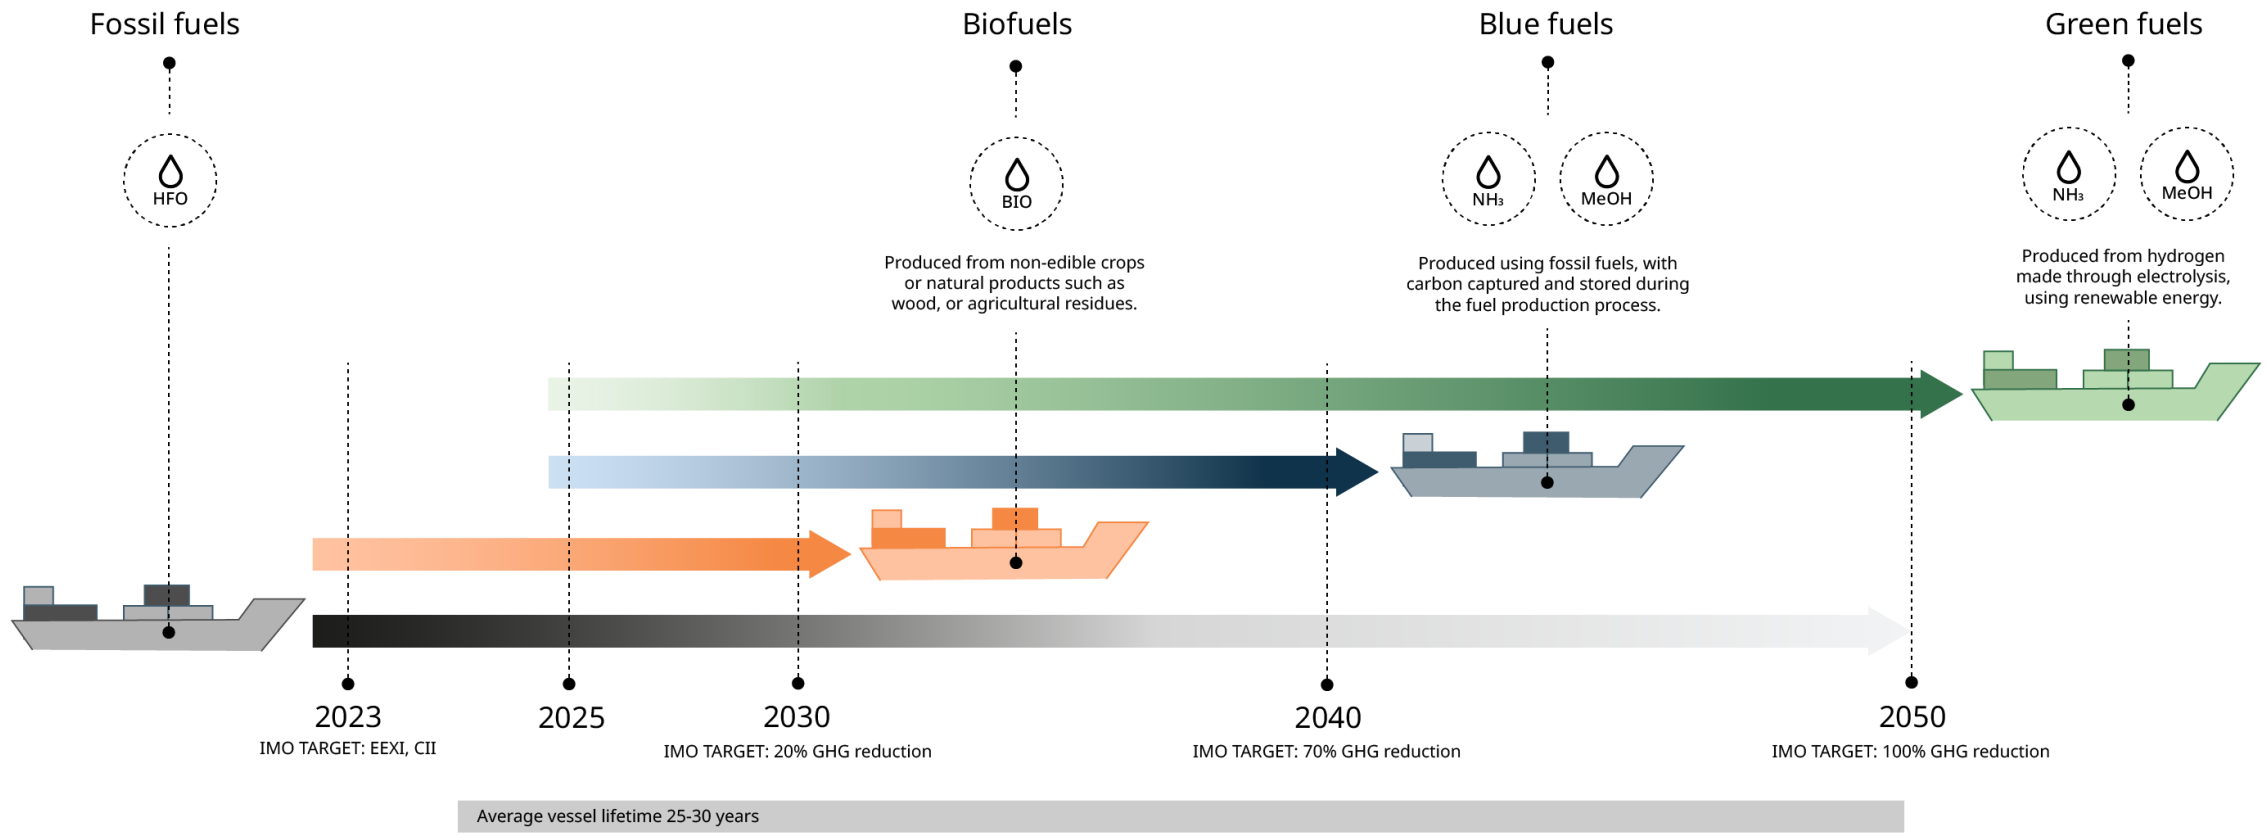 Fossil fuels
Biofuels
Blue fuels
Green fuels
HFO
BIO
NH₃
MeOH
NH₃
MeOH
Produced from non-edible crops
or natural products such as
wood, or agricultural residues.
Produced using fossil fuels, with
carbon captured and stored during
the fuel production process.
Produced from hydrogen
made through electrolysis,
using renewable energy.
2023
IMO TARGET: EEXI, CII
2025
2030
IMO TARGET: 20% GHG reduction
2040
IMO TARGET: 70% GHG reduction
2050
IMO TARGET: 100% GHG reduction
Average vessel lifetime 25-30 years